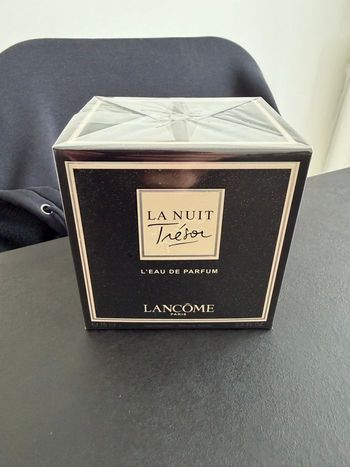 LA NUIT
Trésor
L'EAU DE PARFUM
LANCÔME
PARIS